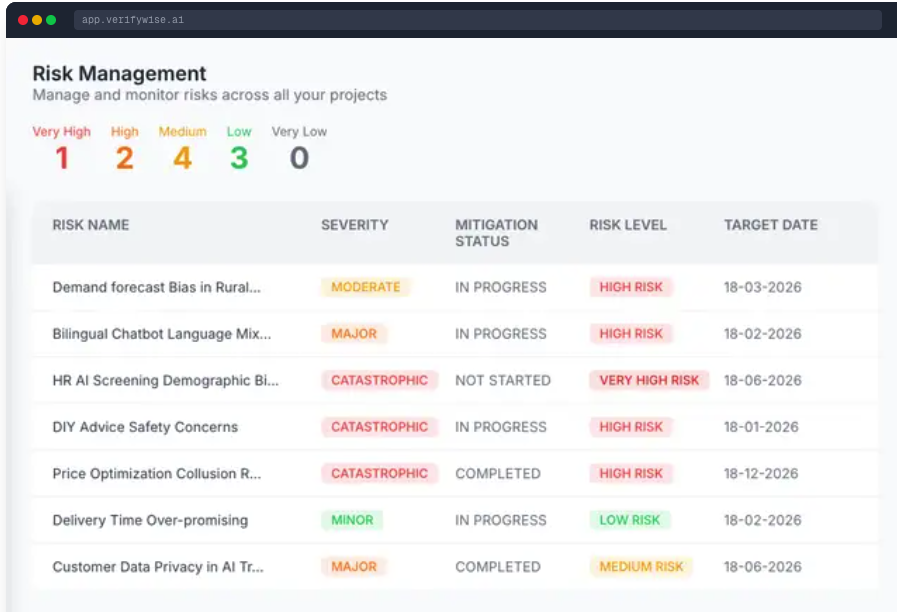 app.verifywise.ai
Risk Management
Manage and monitor risks across all your projects
Very High High Medium Low Very Low
1 2 4 3 0
RISK NAME SEVERITY MITIGATION STATUS RISK LEVEL TARGET DATE
Demand forecast Bias in Rural... MODERATE IN PROGRESS HIGH RISK 18-03-2026
Bilingual Chatbot Language Mix... MAJOR IN PROGRESS HIGH RISK 18-02-2026
HR AI Screening Demographic Bi... CATASTROPHIC NOT STARTED VERY HIGH RISK 18-06-2026
DIY Advice Safety Concerns CATASTROPHIC IN PROGRESS HIGH RISK 18-01-2026
Price Optimization Collusion R... CATASTROPHIC COMPLETED HIGH RISK 18-12-2026
Delivery Time Over-promising MINOR IN PROGRESS LOW RISK 18-02-2026
Customer Data Privacy in AI Tr... MAJOR COMPLETED MEDIUM RISK 18-06-2026